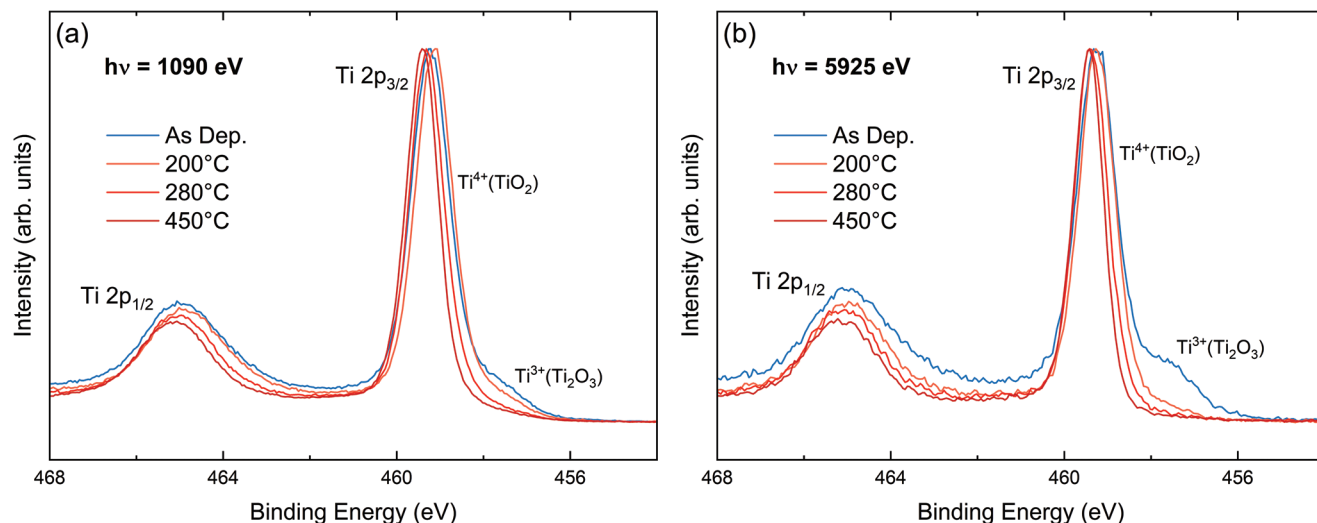 (a)
hν = 1090 eV
Ti 2p3/2
As Dep.
200°C
280°C
450°C
Ti4+(TiO2)
Ti 2p1/2
Ti3+(Ti2O3)
Intensity (arb. units)
468
464
460
456
Binding Energy (eV)
(b)
hν = 5925 eV
Ti 2p3/2
As Dep.
200°C
280°C
450°C
Ti4+(TiO2)
Ti 2p1/2
Ti3+(Ti2O3)
Intensity (arb. units)
468
464
460
456
Binding Energy (eV)